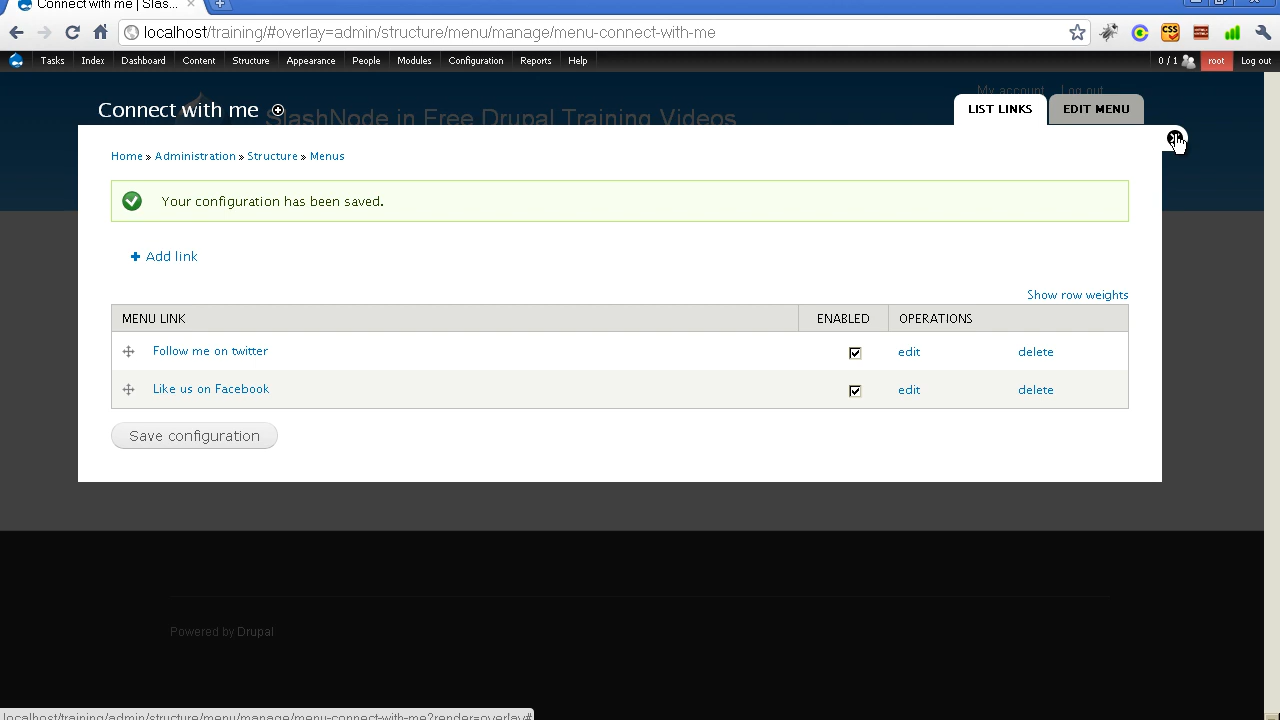 Connect with me | Slas...
localhost/training/#overlay=admin/structure/menu/manage/menu-connect-with-me
Tasks Index Dashboard Content Structure Appearance People Modules Configuration Reports Help 0 / 1 root Log out
My account Log out
Connect with me
SlashNode in Free Drupal Training Videos
LIST LINKS EDIT MENU
Home » Administration » Structure » Menus
Your configuration has been saved.
Add link
Show row weights
MENU LINK ENABLED OPERATIONS
Follow me on twitter edit delete
Like us on Facebook edit delete
Save configuration
Powered by Drupal
localhost/training/admin/structure/menu/manage/menu-connect-with-me?render=overlay#